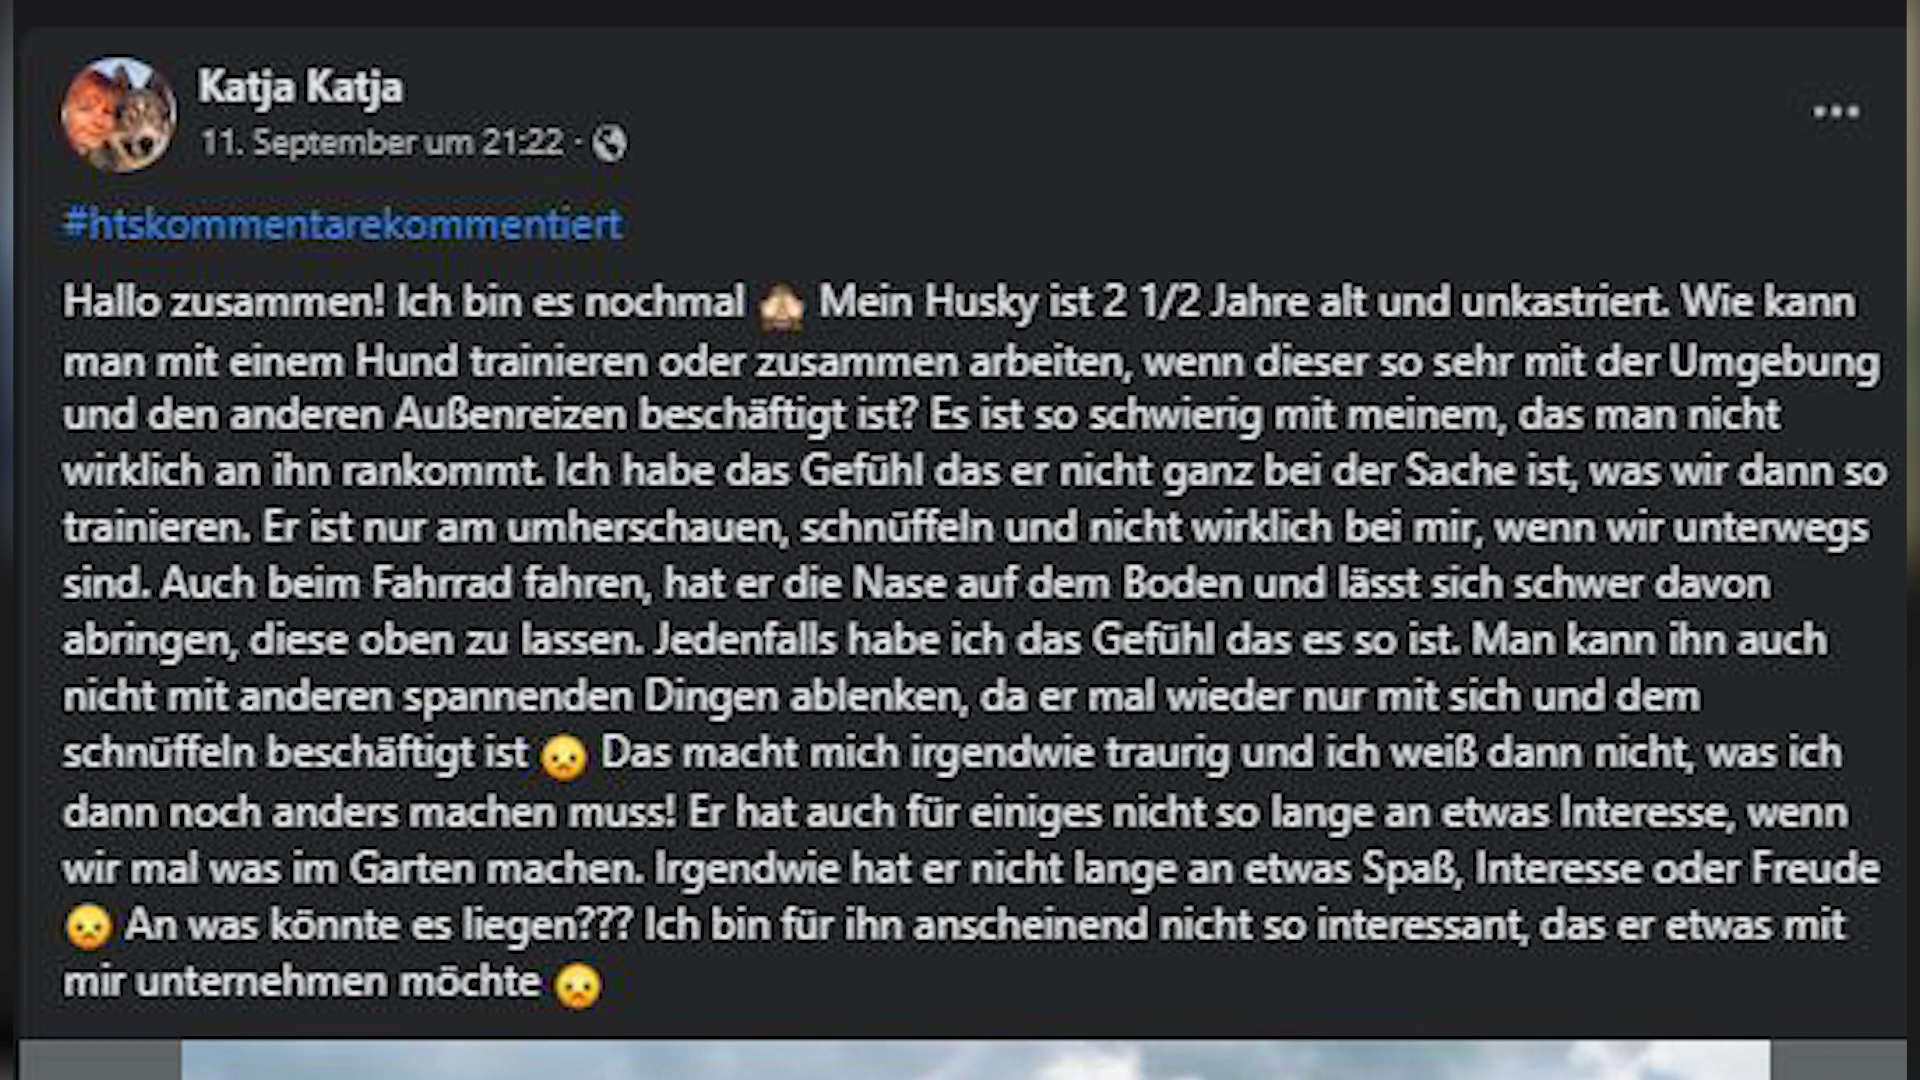 Katja Katja
11. September um 21:22 ·
#htskommentarekommentiert
Hallo zusammen! Ich bin es nochmal 🙈 Mein Husky ist 2 1/2 Jahre alt und unkastriert. Wie kann
man mit einem Hund trainieren oder zusammen arbeiten, wenn dieser so sehr mit der Umgebung
und den anderen Außenreizen beschäftigt ist? Es ist so schwierig mit meinem, das man nicht
wirklich an ihn rankommt. Ich habe das Gefühl das er nicht ganz bei der Sache ist, was wir dann so
trainieren. Er ist nur am umherschauen, schnüffeln und nicht wirklich bei mir, wenn wir unterwegs
sind. Auch beim Fahrrad fahren, hat er die Nase auf dem Boden und lässt sich schwer davon
abringen, diese oben zu lassen. Jedenfalls habe ich das Gefühl das es so ist. Man kann ihn auch
nicht mit anderen spannenden Dingen ablenken, da er mal wieder nur mit sich und dem
schnüffeln beschäftigt ist 😞 Das macht mich irgendwie traurig und ich weiß dann nicht, was ich
dann noch anders machen muss! Er hat auch für einiges nicht so lange an etwas Interesse, wenn
wir mal was im Garten machen. Irgendwie hat er nicht lange an etwas Spaß, Interesse oder Freude
😞 An was könnte es liegen??? Ich bin für ihn anscheinend nicht so interessant, das er etwas mit
mir unternehmen möchte 😞